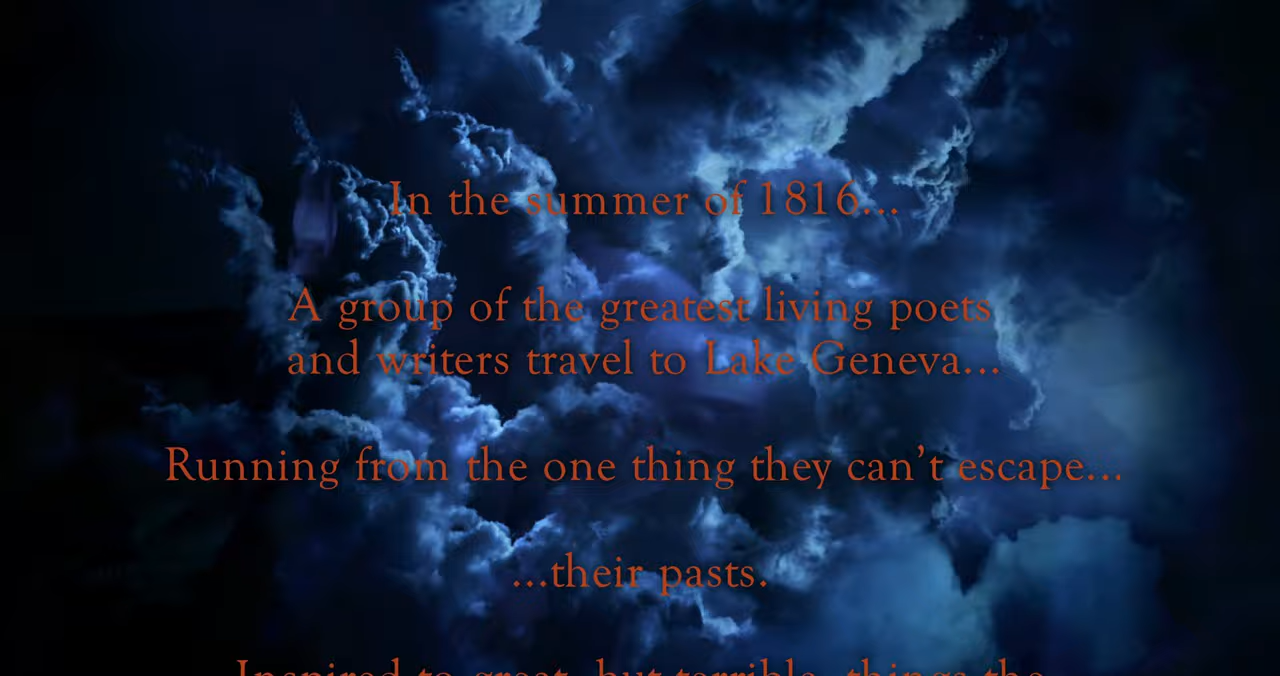 In the summer of 1816...
A group of the greatest living poets
and writers travel to Lake Geneva...
Running from the one thing they can’t escape...
...their pasts.
Inspired to great, but terrible, things the